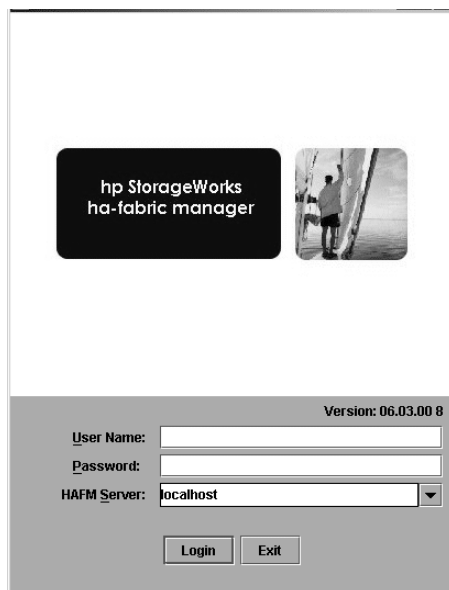 hp StorageWorks
ha-fabric manager
Version: 06.03.00 8
User Name:
Password:
HAFM Server: localhost
Login Exit